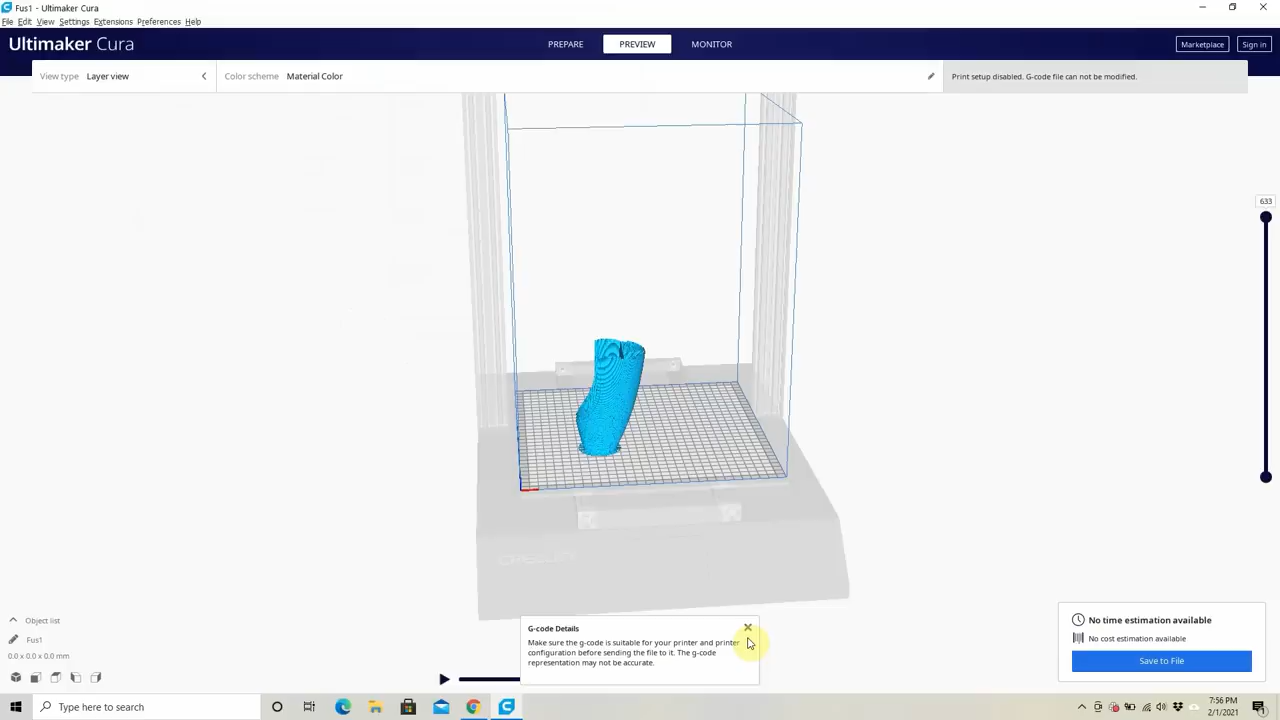 Fus1 - Ultimaker Cura
File Edit View Settings Extensions Preferences Help
Ultimaker Cura
PREPARE PREVIEW MONITOR
Marketplace Sign in
View type Layer view Color scheme Material Color
Print setup disabled. G-code file can not be modified.
633
G-code Details
Make sure the g-code is suitable for your printer and printer
configuration before sending the file to it. The g-code
representation may not be accurate.
Object list
Fus1
0.0 x 0.0 x 0.0 mm
No time estimation available
No cost estimation available
Save to File
Type here to search
7:56 PM
2/1/2021